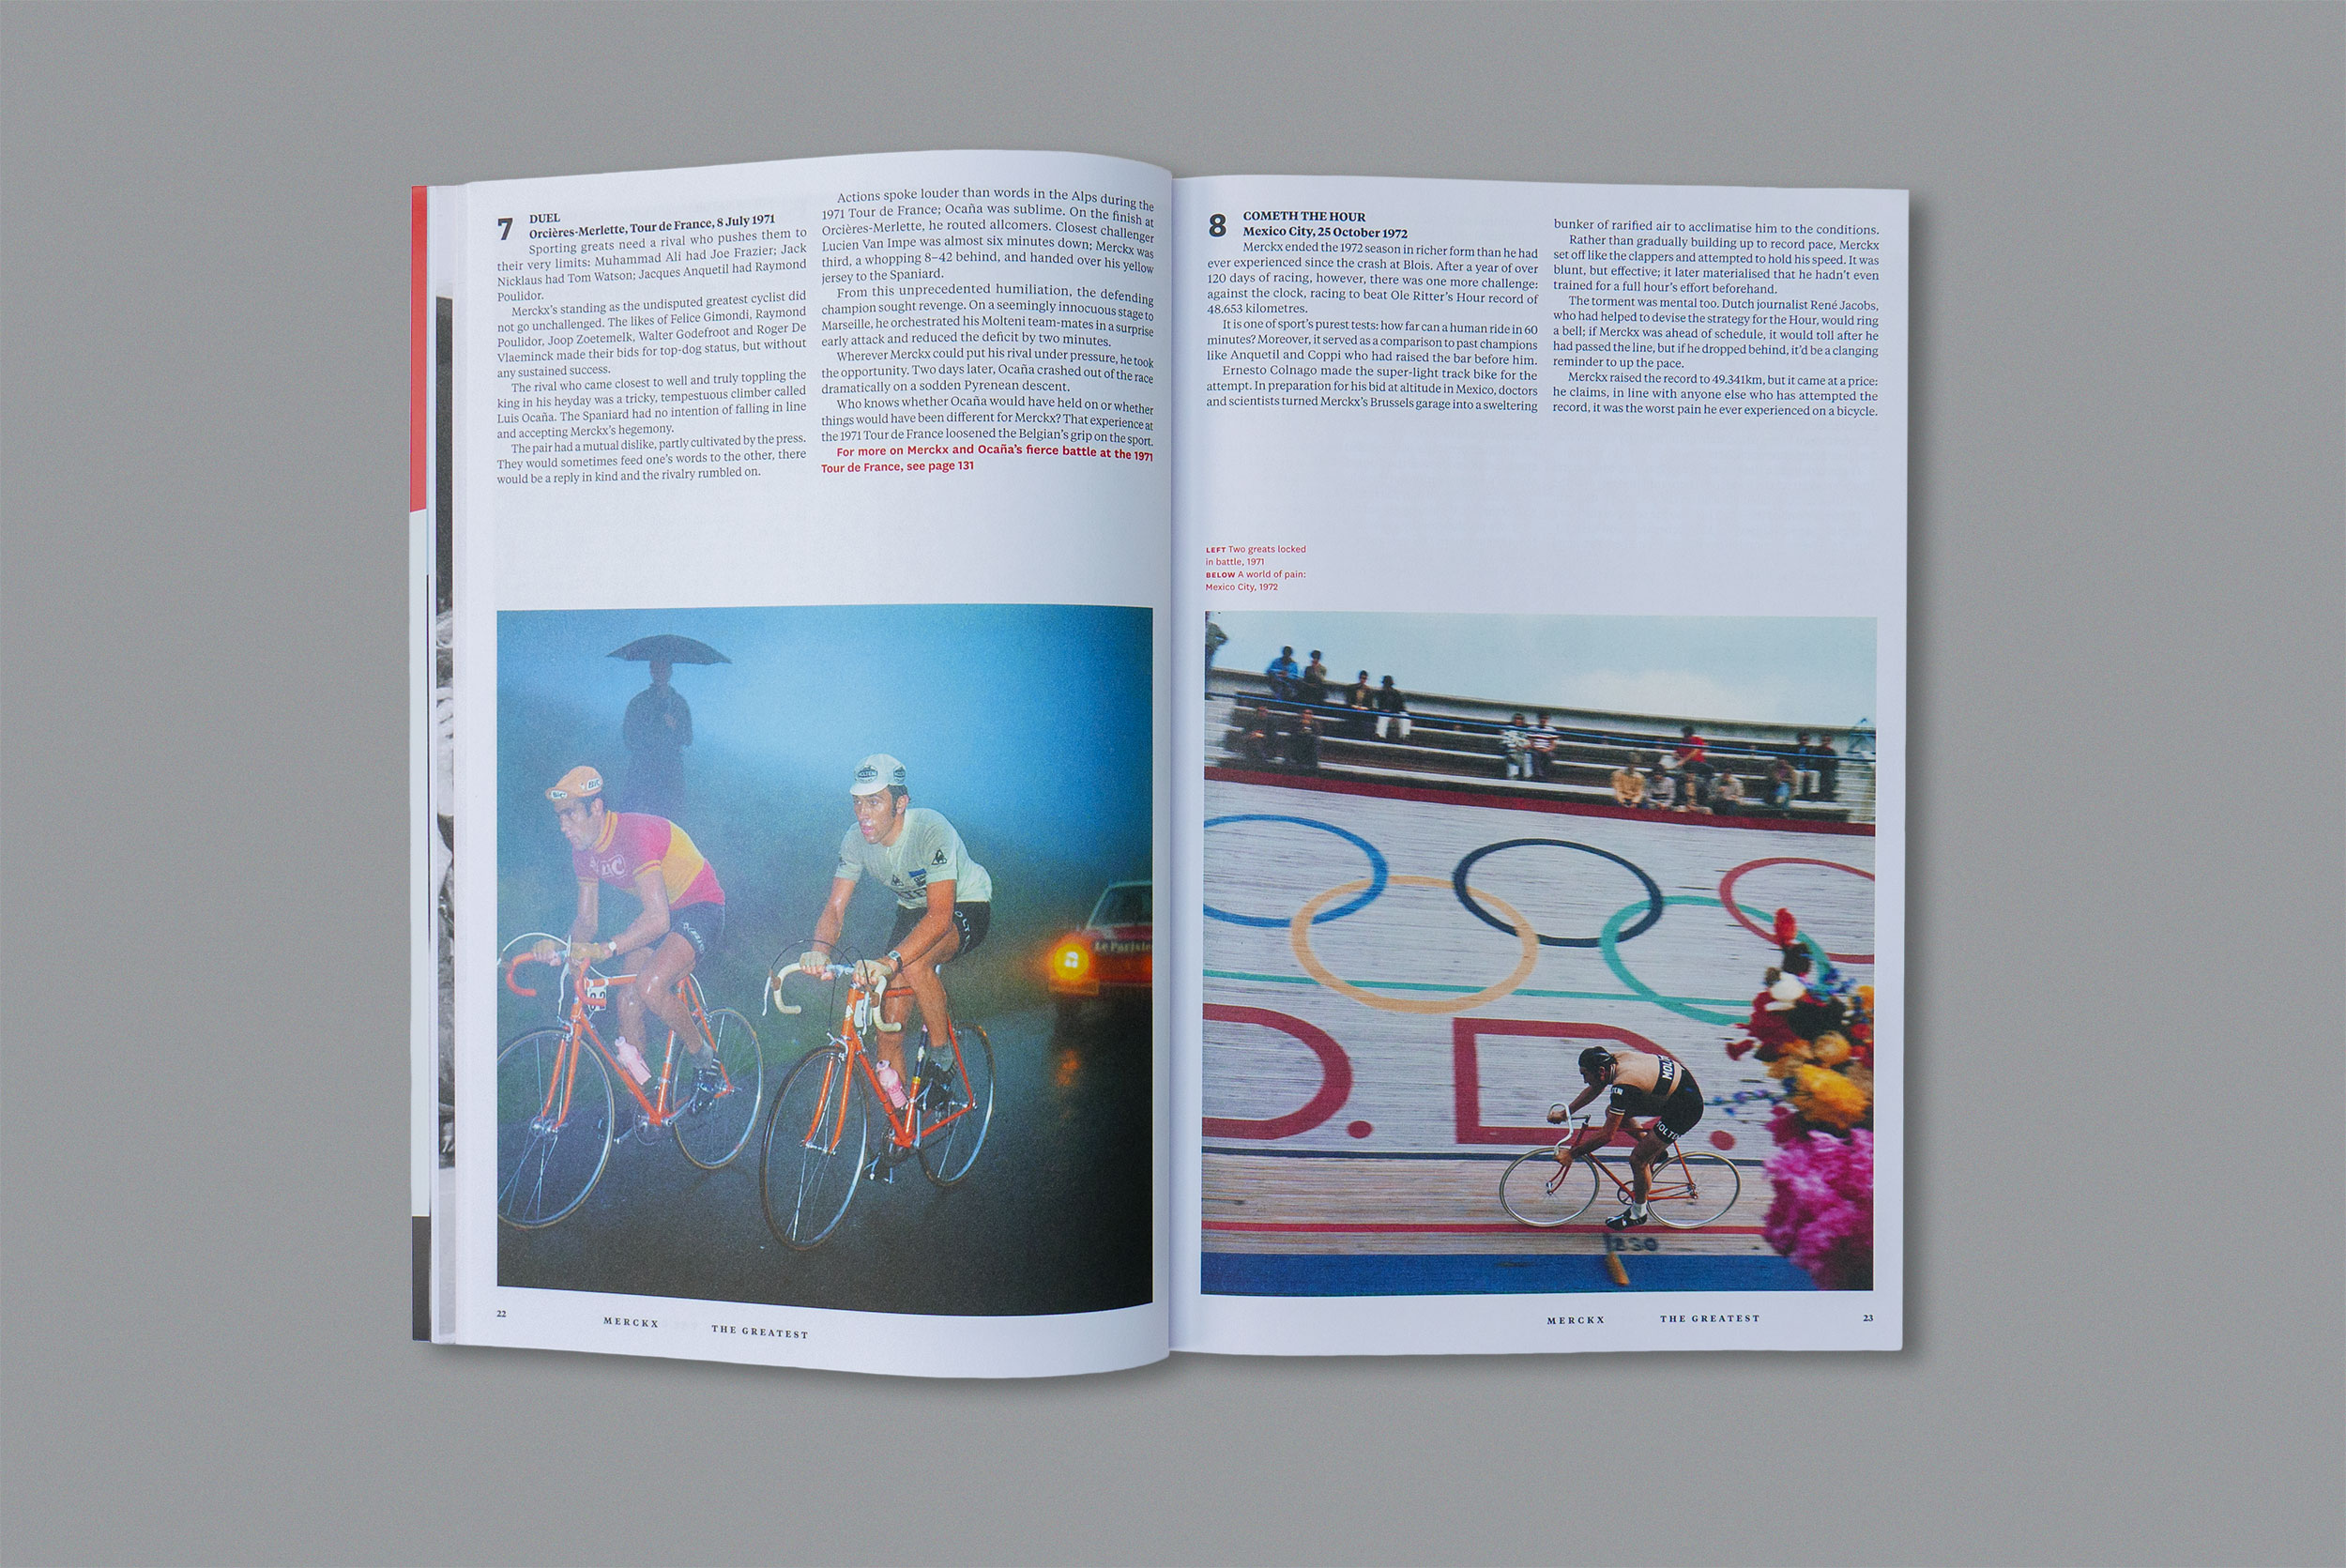 7
DUEL
Orcières-Merlette, Tour de France, 8 July 1971
Sporting greats need a rival who pushes them to
their very limits: Muhammad Ali had Joe Frazier; Jack
Nicklaus had Tom Watson; Jacques Anquetil had Raymond
Poulidor.
Merckx's standing as the undisputed greatest cyclist did
not go unchallenged. The likes of Felice Gimondi, Raymond
Poulidor, Joop Zoetemelk, Walter Godefroot and Roger De
Vlaeminck made their bids for top-dog status, but without
any sustained success.
The rival who came closest to well and truly toppling the
king in his heyday was a tricky, tempestuous climber called
Luis Ocaña. The Spaniard had no intention of falling in line
and accepting Merckx's hegemony.
The pair had a mutual dislike, partly cultivated by the press.
They would sometimes feed one's words to the other, there
would be a reply in kind and the rivalry rumbled on.
Actions spoke louder than words in the Alps during the
1971 Tour de France; Ocaña was sublime. On the finish at
Orcières-Merlette, he routed allcomers. Closest challenger
Lucien Van Impe was almost six minutes down; Merckx was
third, a whopping 8–42 behind, and handed over his yellow
jersey to the Spaniard.
From this unprecedented humiliation, the defending
champion sought revenge. On a seemingly innocuous stage to
Marseille, he orchestrated his Molteni team-mates in a surprise
early attack and reduced the deficit by two minutes.
Wherever Merckx could put his rival under pressure, he took
the opportunity. Two days later, Ocaña crashed out of the race
dramatically on a sodden Pyrenean descent.
Who knows whether Ocaña would have held on or whether
things would have been different for Merckx? That experience at
the 1971 Tour de France loosened the Belgian's grip on the sport.
For more on Merckx and Ocaña's fierce battle at the 1971
Tour de France, see page 131
BIC
BIC
MOLTENI
Le Parisien
22
MERCKX THE GREATEST
8
COMETH THE HOUR
Mexico City, 25 October 1972
Merckx ended the 1972 season in richer form than he had
ever experienced since the crash at Blois. After a year of over
120 days of racing, however, there was one more challenge:
against the clock, racing to beat Ole Ritter's Hour record of
48.653 kilometres.
It is one of sport's purest tests: how far can a human ride in 60
minutes? Moreover, it served as a comparison to past champions
like Anquetil and Coppi who had raised the bar before him.
Ernesto Colnago made the super-light track bike for the
attempt. In preparation for his bid at altitude in Mexico, doctors
and scientists turned Merckx's Brussels garage into a sweltering
bunker of rarified air to acclimatise him to the conditions.
Rather than gradually building up to record pace, Merckx
set off like the clappers and attempted to hold his speed. It was
blunt, but effective; it later materialised that he hadn't even
trained for a full hour's effort beforehand.
The torment was mental too. Dutch journalist René Jacobs,
who had helped to devise the strategy for the Hour, would ring
a bell; if Merckx was ahead of schedule, it would toll after he
had passed the line, but if he dropped behind, it'd be a clanging
reminder to up the pace.
Merckx raised the record to 49.341km, but it came at a price:
he claims, in line with anyone else who has attempted the
record, it was the worst pain he ever experienced on a bicycle.
LEFT Two greats locked
in battle, 1971
BELOW A world of pain:
Mexico City, 1972
D.D.
MOLTENI
230
MERCKX THE GREATEST
23